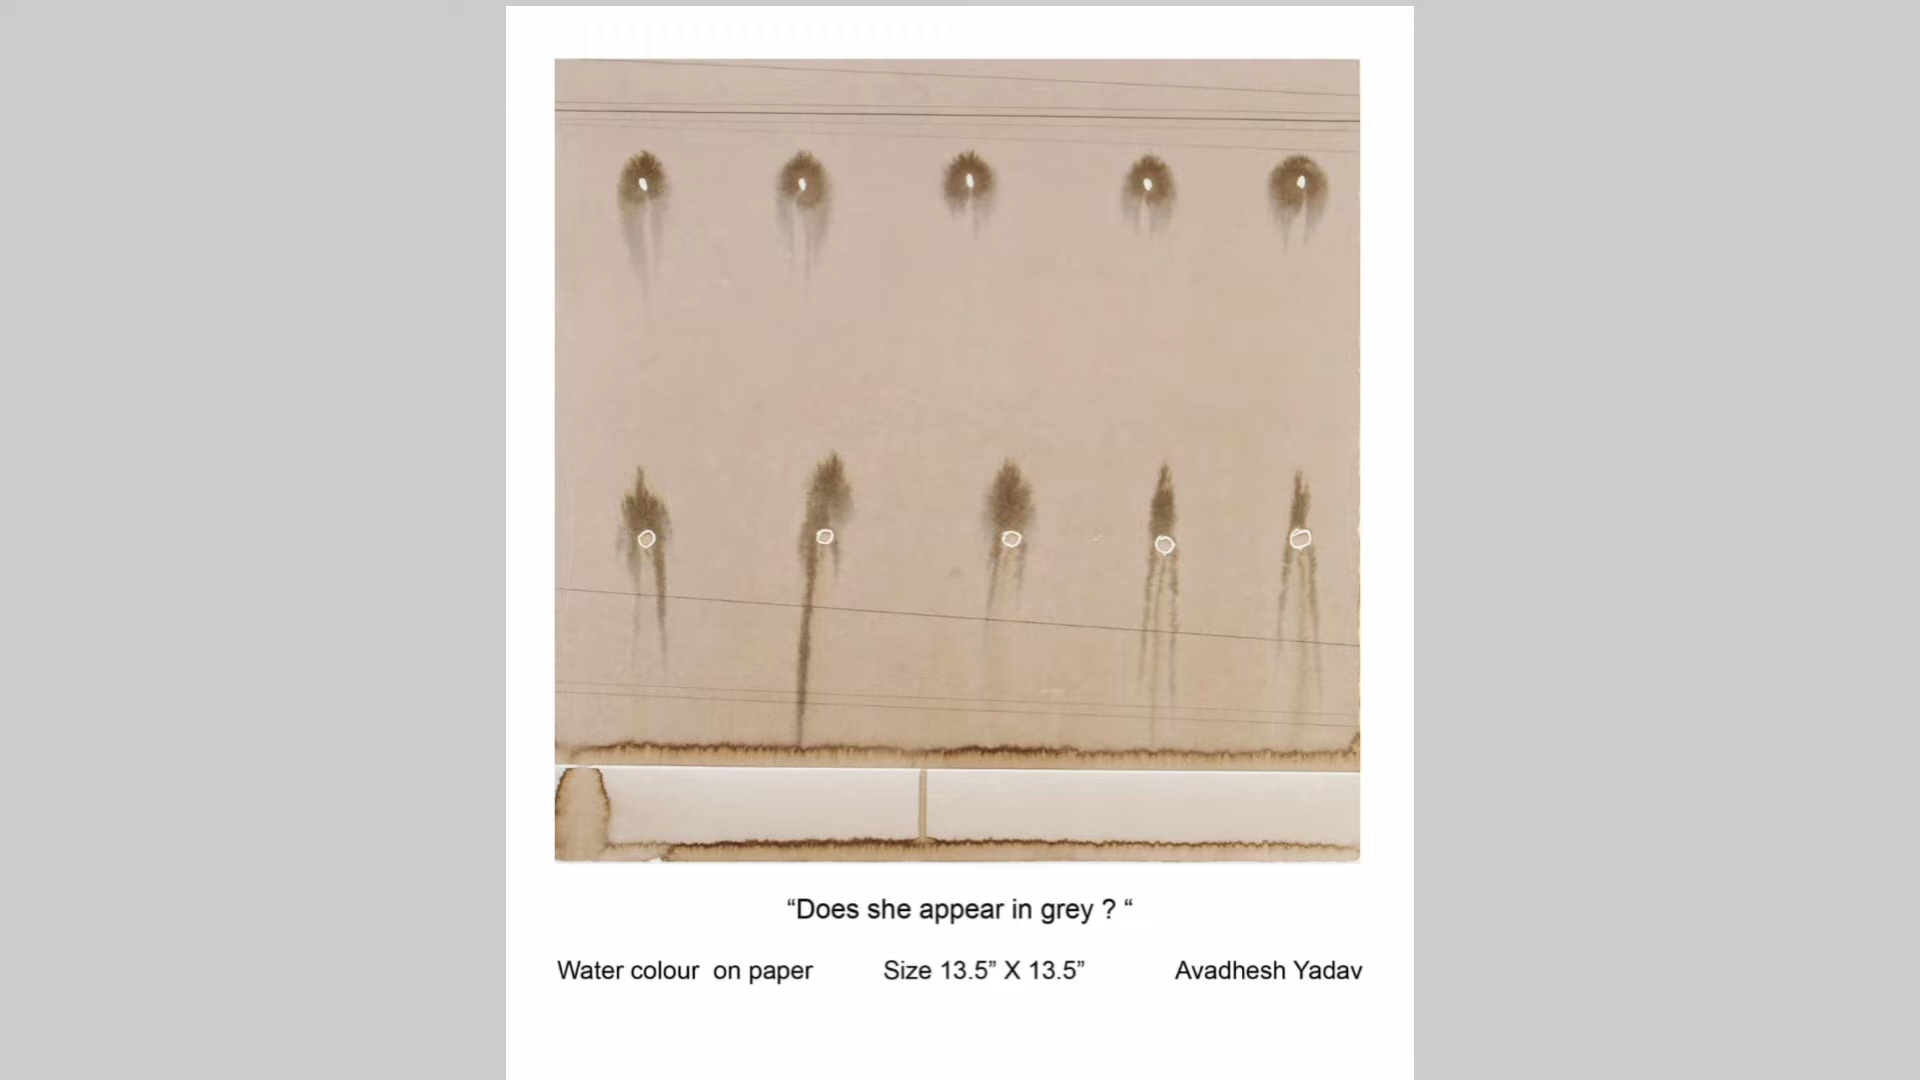 “Does she appear in grey ? “
Water colour  on paper Size 13.5” X 13.5” Avadhesh Yadav